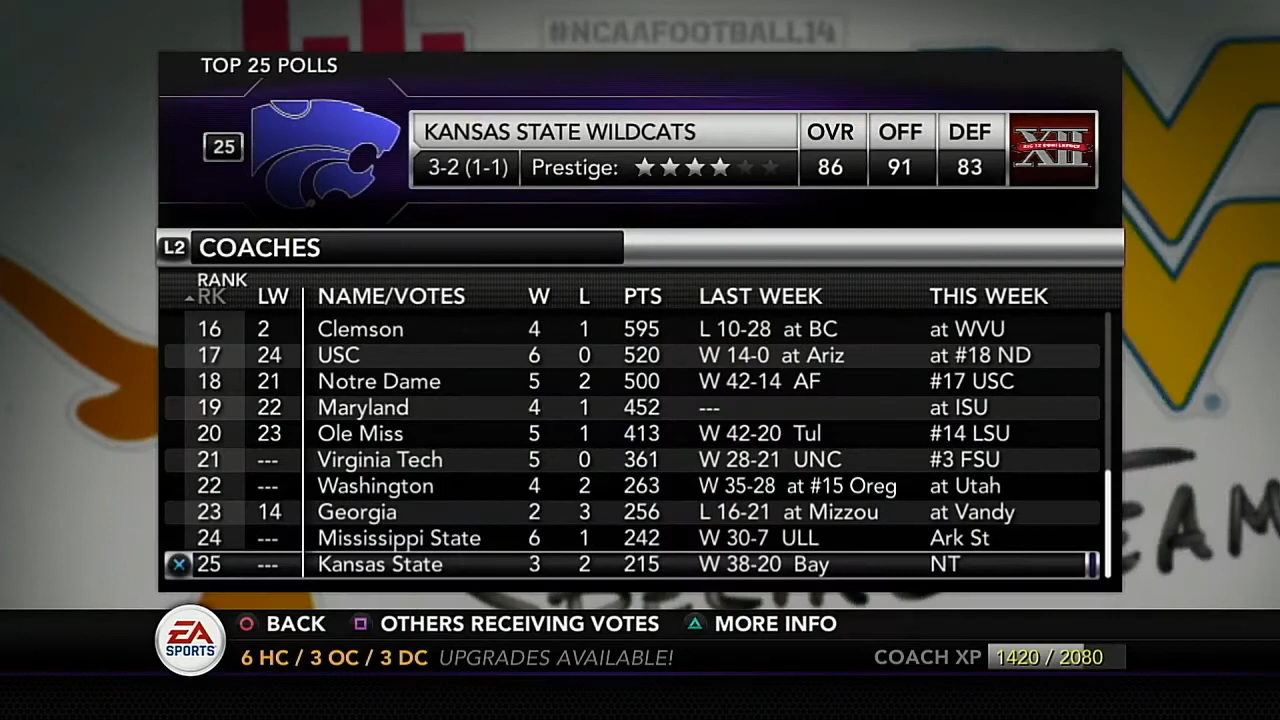 #NCAAFOOTBALL14
TOP 25 POLLS
25 KANSAS STATE WILDCATS OVR OFF DEF
3-2 (1-1) Prestige: 86 91 83
XII
BIG 12 CONFERENCE
L2 COACHES
RANK
RK LW NAME/VOTES W L PTS LAST WEEK THIS WEEK
16 2 Clemson 4 1 595 L 10-28 at BC at WVU
17 24 USC 6 0 520 W 14-0 at Ariz at #18 ND
18 21 Notre Dame 5 2 500 W 42-14 AF #17 USC
19 22 Maryland 4 1 452 --- at ISU
20 23 Ole Miss 5 1 413 W 42-20 Tul #14 LSU
21 --- Virginia Tech 5 0 361 W 28-21 UNC #3 FSU
22 --- Washington 4 2 263 W 35-28 at #15 Oreg at Utah
23 14 Georgia 2 3 256 L 16-21 at Mizzou at Vandy
24 --- Mississippi State 6 1 242 W 30-7 ULL Ark St
25 --- Kansas State 3 2 215 W 38-20 Bay NT
EA SPORTS
BACK OTHERS RECEIVING VOTES MORE INFO
6 HC / 3 OC / 3 DC UPGRADES AVAILABLE! COACH XP 1420 / 2080